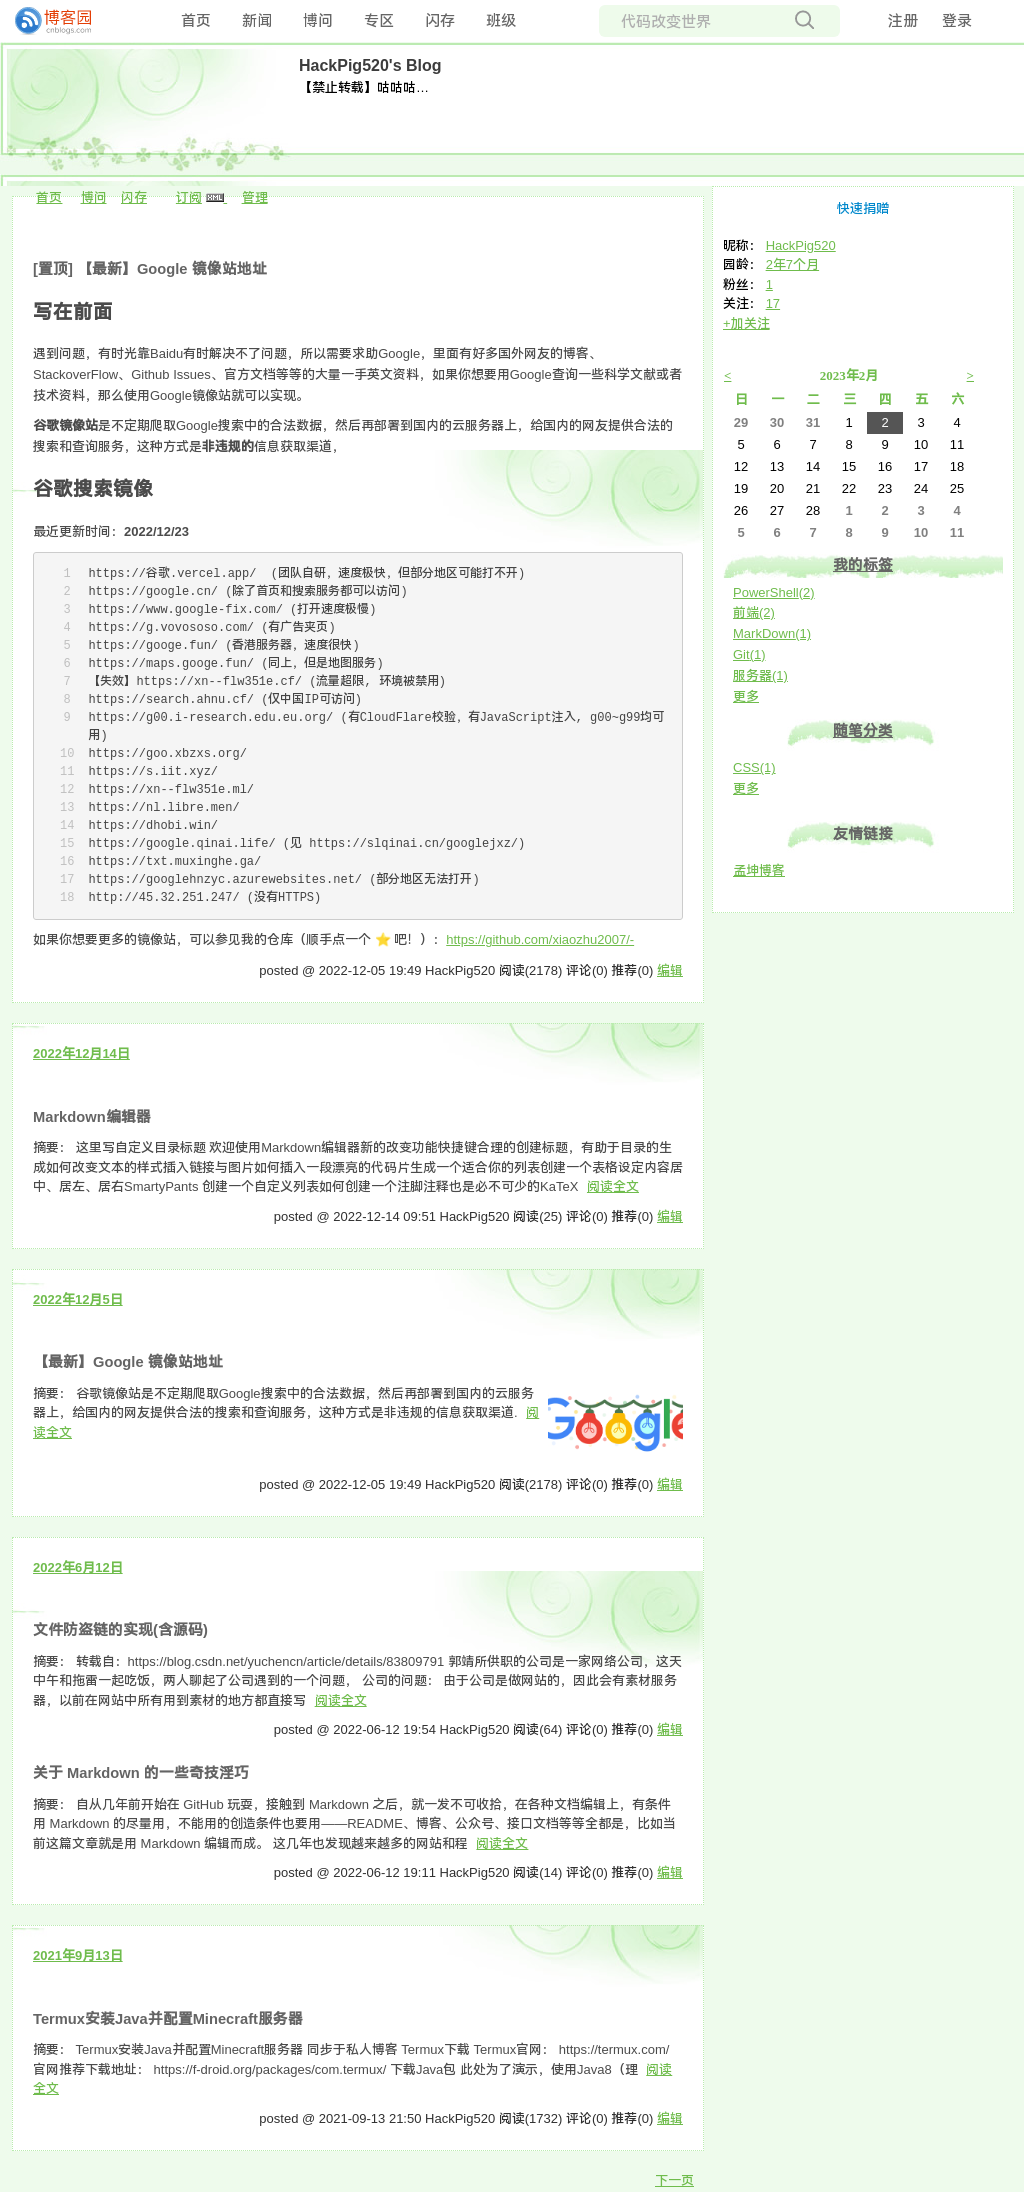 博客园
cnblogs.com
首页 新闻 博问 专区 闪存 班级
代码改变世界
注册 登录
HackPig520's Blog
【禁止转载】咕咕咕…
首页 博问 闪存 订阅 XML 管理
[置顶] 【最新】Google 镜像站地址
写在前面
遇到问题，有时光靠Baidu有时解决不了问题，所以需要求助Google，里面有好多国外网友的博客、
StackoverFlow、Github Issues、官方文档等等的大量一手英文资料，如果你想要用Google查询一些科学文献或者
技术资料，那么使用Google镜像站就可以实现。
谷歌镜像站是不定期爬取Google搜索中的合法数据，然后再部署到国内的云服务器上，给国内的网友提供合法的
搜索和查询服务，这种方式是非违规的信息获取渠道，
谷歌搜索镜像
最近更新时间：2022/12/23
1 https://谷歌.vercel.app/ (团队自研，速度极快，但部分地区可能打不开)
2 https://google.cn/ (除了首页和搜索服务都可以访问)
3 https://www.google-fix.com/ (打开速度极慢)
4 https://g.vovososo.com/ (有广告夹页)
5 https://googe.fun/ (香港服务器，速度很快)
6 https://maps.googe.fun/ (同上，但是地图服务)
7 【失效】https://xn--flw351e.cf/ (流量超限, 环境被禁用)
8 https://search.ahnu.cf/ (仅中国IP可访问)
9 https://g00.i-research.edu.eu.org/ (有CloudFlare校验，有JavaScript注入, g00~g99均可
用)
10 https://goo.xbzxs.org/
11 https://s.iit.xyz/
12 https://xn--flw351e.ml/
13 https://nl.libre.men/
14 https://dhobi.win/
15 https://google.qinai.life/ (见 https://slqinai.cn/googlejxz/)
16 https://txt.muxinghe.ga/
17 https://googlehnzyc.azurewebsites.net/ (部分地区无法打开)
18 http://45.32.251.247/ (没有HTTPS)
如果你想要更多的镜像站，可以参见我的仓库（顺手点一个 ⭐ 吧！）：https://github.com/xiaozhu2007/-
posted @ 2022-12-05 19:49 HackPig520 阅读(2178) 评论(0) 推荐(0) 编辑
2022年12月14日
Markdown编辑器
摘要： 这里写自定义目录标题 欢迎使用Markdown编辑器新的改变功能快捷键合理的创建标题，有助于目录的生
成如何改变文本的样式插入链接与图片如何插入一段漂亮的代码片生成一个适合你的列表创建一个表格设定内容居
中、居左、居右SmartyPants 创建一个自定义列表如何创建一个注脚注释也是必不可少的KaTeX 阅读全文
posted @ 2022-12-14 09:51 HackPig520 阅读(25) 评论(0) 推荐(0) 编辑
2022年12月5日
【最新】Google 镜像站地址
摘要： 谷歌镜像站是不定期爬取Google搜索中的合法数据，然后再部署到国内的云服务
器上，给国内的网友提供合法的搜索和查询服务，这种方式是非违规的信息获取渠道. 阅
读全文
Google
posted @ 2022-12-05 19:49 HackPig520 阅读(2178) 评论(0) 推荐(0) 编辑
2022年6月12日
文件防盗链的实现(含源码)
摘要： 转载自：https://blog.csdn.net/yuchencn/article/details/83809791 郭靖所供职的公司是一家网络公司，这天
中午和拖雷一起吃饭，两人聊起了公司遇到的一个问题， 公司的问题： 由于公司是做网站的，因此会有素材服务
器，以前在网站中所有用到素材的地方都直接写 阅读全文
posted @ 2022-06-12 19:54 HackPig520 阅读(64) 评论(0) 推荐(0) 编辑
关于 Markdown 的一些奇技淫巧
摘要： 自从几年前开始在 GitHub 玩耍，接触到 Markdown 之后，就一发不可收拾，在各种文档编辑上，有条件
用 Markdown 的尽量用，不能用的创造条件也要用——README、博客、公众号、接口文档等等全都是，比如当
前这篇文章就是用 Markdown 编辑而成。 这几年也发现越来越多的网站和程 阅读全文
posted @ 2022-06-12 19:11 HackPig520 阅读(14) 评论(0) 推荐(0) 编辑
2021年9月13日
Termux安装Java并配置Minecraft服务器
摘要： Termux安装Java并配置Minecraft服务器 同步于私人博客 Termux下载 Termux官网： https://termux.com/
官网推荐下载地址： https://f-droid.org/packages/com.termux/ 下载Java包 此处为了演示，使用Java8（理 阅读
全文
posted @ 2021-09-13 21:50 HackPig520 阅读(1732) 评论(0) 推荐(0) 编辑
下一页
快速捐赠
昵称： HackPig520
园龄： 2年7个月
粉丝： 1
关注： 17
+加关注
< 2023年2月 >
日 一 二 三 四 五 六
29 30 31 1 2 3 4
5 6 7 8 9 10 11
12 13 14 15 16 17 18
19 20 21 22 23 24 25
26 27 28 1 2 3 4
5 6 7 8 9 10 11
我的标签
PowerShell(2)
前端(2)
MarkDown(1)
Git(1)
服务器(1)
更多
随笔分类
CSS(1)
更多
友情链接
孟坤博客